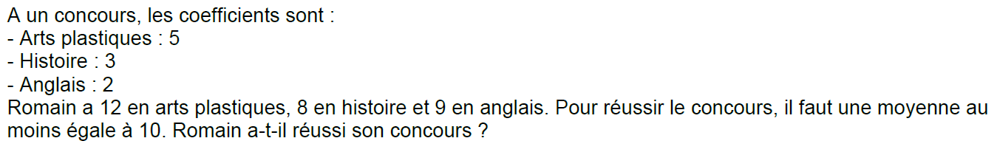 A un concours, les coefficients sont :
- Arts plastiques : 5
- Histoire : 3
- Anglais : 2
Romain a 12 en arts plastiques, 8 en histoire et 9 en anglais. Pour réussir le concours, il faut une moyenne au
moins égale à 10. Romain a-t-il réussi son concours ?